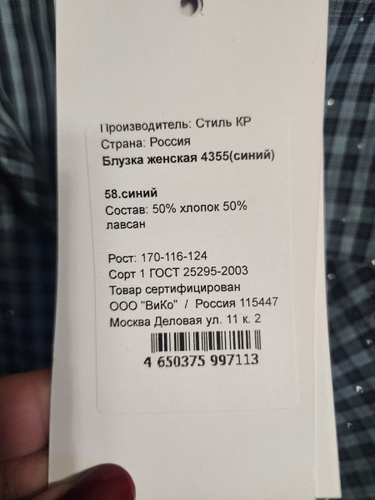 Производитель: Стиль КР
Страна: Россия
Блузка женская 4355(синий)
58.синий
Состав: 50% хлопок 50%
лавсан
Рост: 170-116-124
Сорт 1 ГОСТ 25295-2003
Товар сертифицирован
ООО "ВиКо" / Россия 115447
Москва Деловая ул. 11 к. 2
4 650375 997113